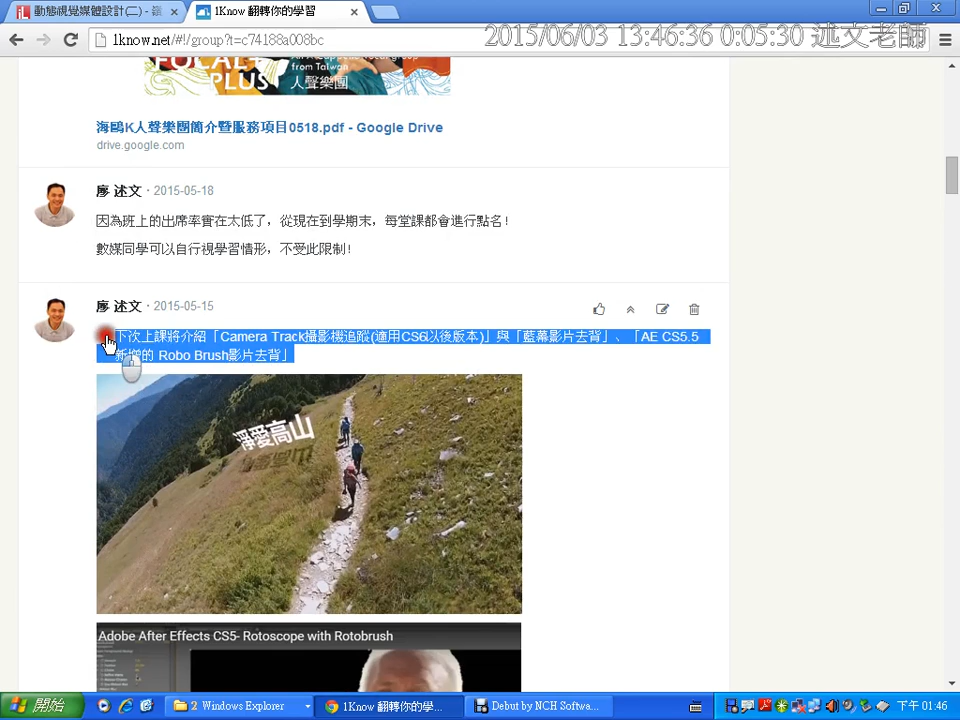 動態視覺媒體設計(二) -
1Know 翻轉你的學習
1know.net/#!/group?t=c74188a008bc
2015/06/03 13:46:36 0:05:30 述文老師
FOCALE
PLUS
from Taiwan
人聲樂團
海鷗K人聲樂團簡介暨服務項目0518.pdf - Google Drive
drive.google.com
廖 述文 · 2015-05-18
因為班上的出席率實在太低了，從現在到學期末，每堂課都會進行點名!
數媒同學可以自行視學習情形，不受此限制!
廖 述文 · 2015-05-15
下次上課將介紹「Camera Track攝影機追蹤(適用CS6以後版本)」與「藍幕影片去背」、「AE CS5.5
新增的 Robo Brush影片去背」
淨愛高山
Adobe After Effects CS5- Rotoscope with Rotobrush
開始
2 Windows Explorer
1Know 翻轉你的學...
Debut by NCH Softwa...
下午 01:46